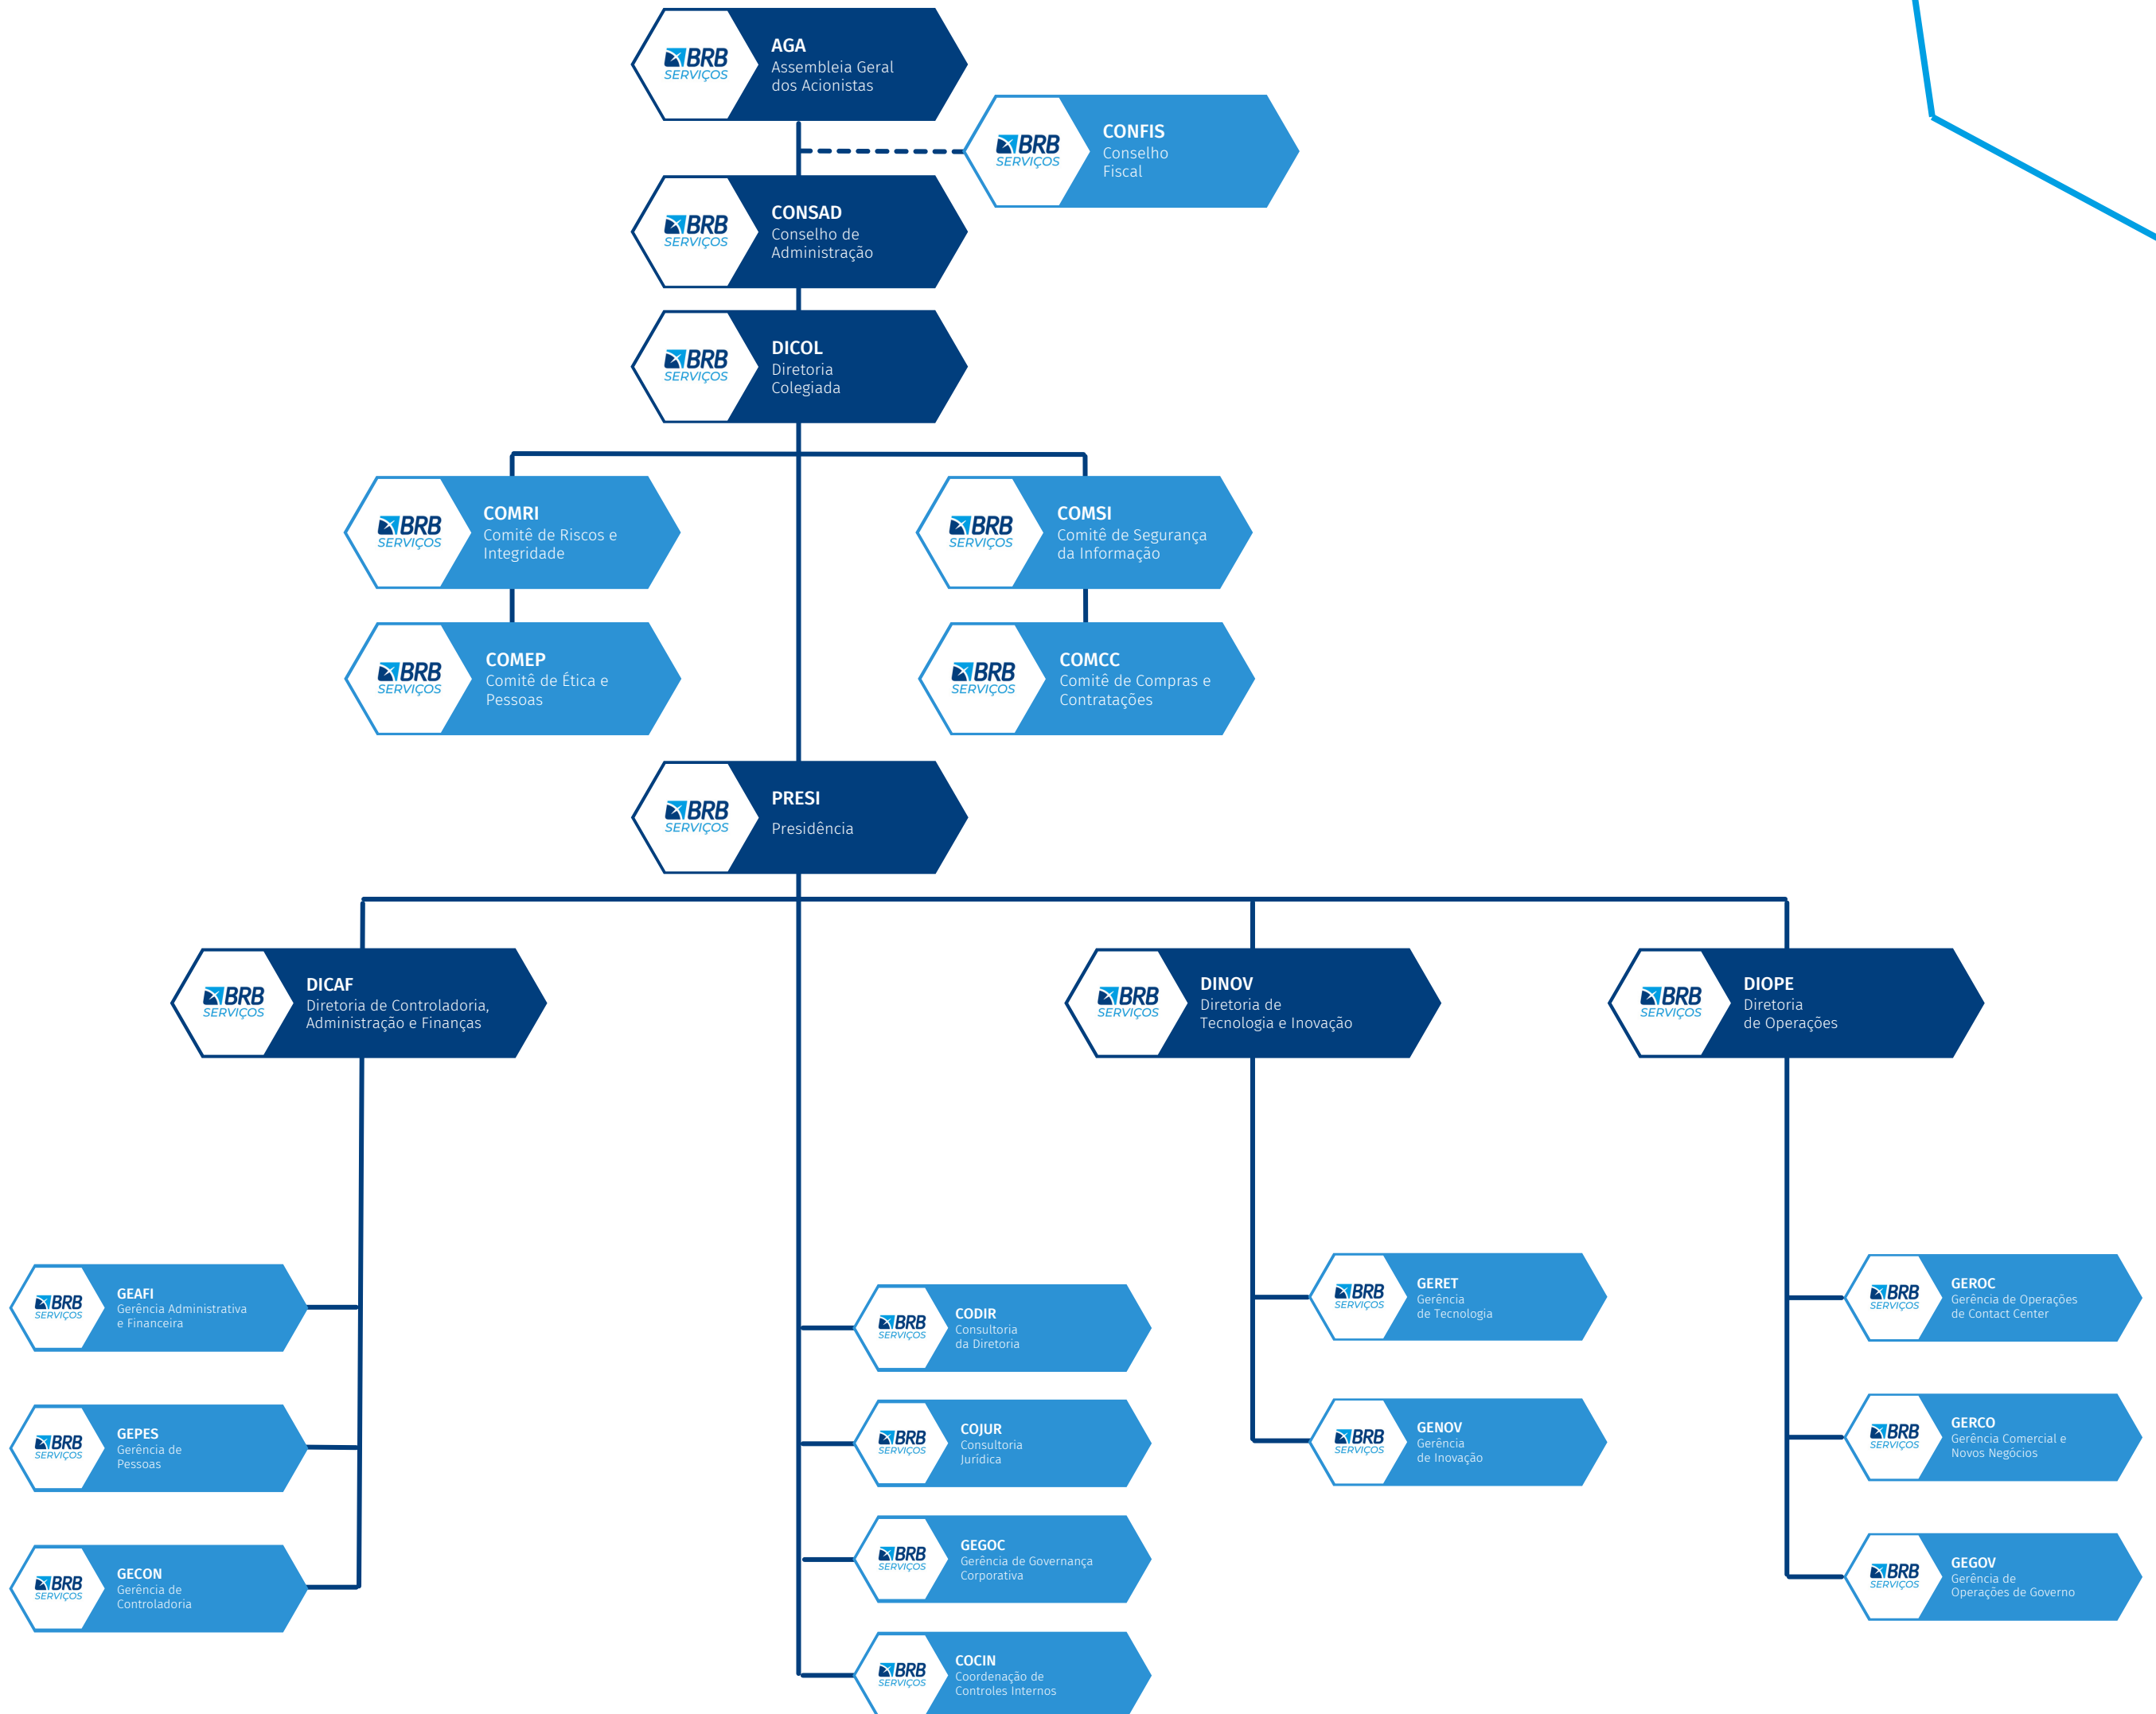 BRB
SERVIÇOS
AGA
Assembleia Geral
dos Acionistas
BRB
SERVIÇOS
CONFIS
Conselho
Fiscal
BRB
SERVIÇOS
CONSAD
Conselho de
Administração
BRB
SERVIÇOS
DICOL
Diretoria
Colegiada
BRB
SERVIÇOS
COMRI
Comitê de Riscos e
Integridade
BRB
SERVIÇOS
COMSI
Comitê de Segurança
da Informação
BRB
SERVIÇOS
COMEP
Comitê de Ética e
Pessoas
BRB
SERVIÇOS
COMCC
Comitê de Compras e
Contratações
BRB
SERVIÇOS
PRESI
Presidência
BRB
SERVIÇOS
DICAF
Diretoria de Controladoria,
Administração e Finanças
BRB
SERVIÇOS
DINOV
Diretoria de
Tecnologia e Inovação
BRB
SERVIÇOS
DIOPE
Diretoria
de Operações
BRB
SERVIÇOS
GEAFI
Gerência Administrativa
e Financeira
BRB
SERVIÇOS
GEPES
Gerência de
Pessoas
BRB
SERVIÇOS
GECON
Gerência de
Controladoria
BRB
SERVIÇOS
CODIR
Consultoria
da Diretoria
BRB
SERVIÇOS
COJUR
Consultoria
Jurídica
BRB
SERVIÇOS
GEGOC
Gerência de Governança
Corporativa
BRB
SERVIÇOS
COCIN
Coordenação de
Controles Internos
BRB
SERVIÇOS
GERET
Gerência
de Tecnologia
BRB
SERVIÇOS
GENOV
Gerência
de Inovação
BRB
SERVIÇOS
GEROC
Gerência de Operações
de Contact Center
BRB
SERVIÇOS
GERCO
Gerência Comercial e
Novos Negócios
BRB
SERVIÇOS
GEGOV
Gerência de
Operações de Governo